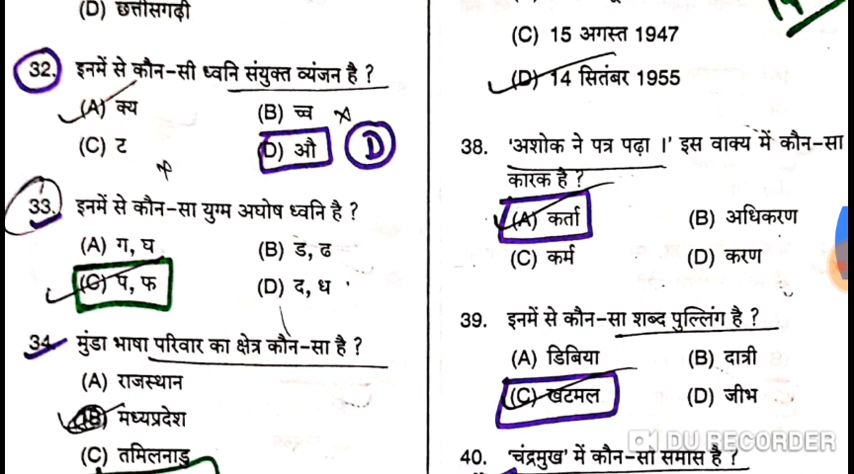 (D) छत्तीसगढ़ी
32. इनमें से कौन-सी ध्वनि संयुक्त व्यंजन है ?
(A) क्य
(B) च्च
(C) ट
(D) औ
D
33. इनमें से कौन-सा युग्म अघोष ध्वनि है ?
(A) ग, घ
(B) ड, ढ
(C) प, फ
(D) द, ध
34. मुंडा भाषा परिवार का क्षेत्र कौन-सा है ?
(A) राजस्थान
(B) मध्यप्रदेश
(C) तमिलनाडु
(C) 15 अगस्त 1947
(D) 14 सितंबर 1955
38. 'अशोक ने पत्र पढ़ा ।' इस वाक्य में कौन-सा
कारक है ?
(A) कर्ता
(B) अधिकरण
(C) कर्म
(D) करण
39. इनमें से कौन-सा शब्द पुल्लिंग है ?
(A) डिबिया
(B) दात्री
(C) खटमल
(D) जीभ
DU RECORDER
40. 'चंद्रमुख' में कौन-सा समास है ?